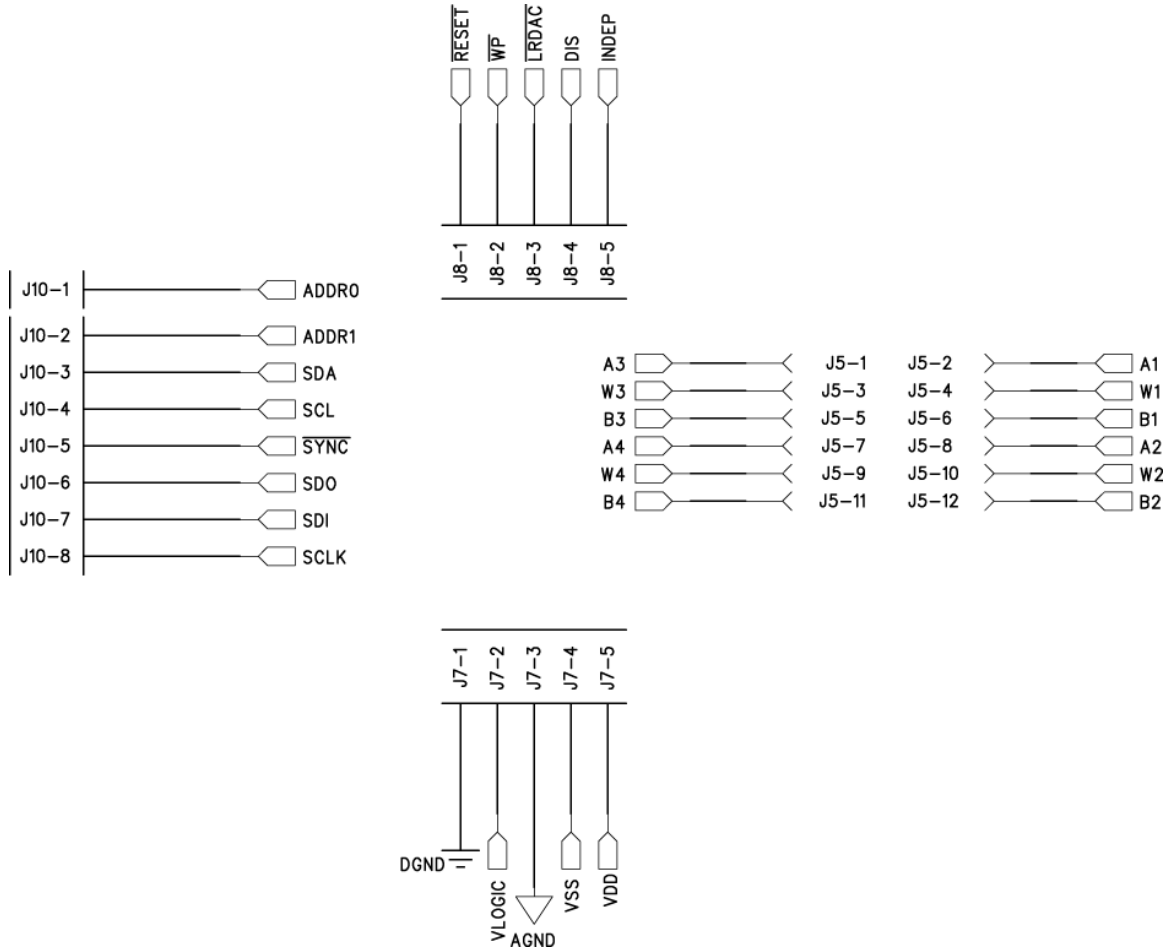 RESET WP LRDAC DIS INDEP
J8-1 J8-2 J8-3 J8-4 J8-5
J10-1 ADDR0
J10-2 ADDR1
J10-3 SDA
J10-4 SCL
J10-5 SYNC
J10-6 SDO
J10-7 SDI
J10-8 SCLK
A3 J5-1 J5-2 A1
W3 J5-3 J5-4 W1
B3 J5-5 J5-6 B1
A4 J5-7 J5-8 A2
W4 J5-9 J5-10 W2
B4 J5-11 J5-12 B2
J7-1 J7-2 J7-3 J7-4 J7-5
DGND VLOGIC VSS VDD
AGND